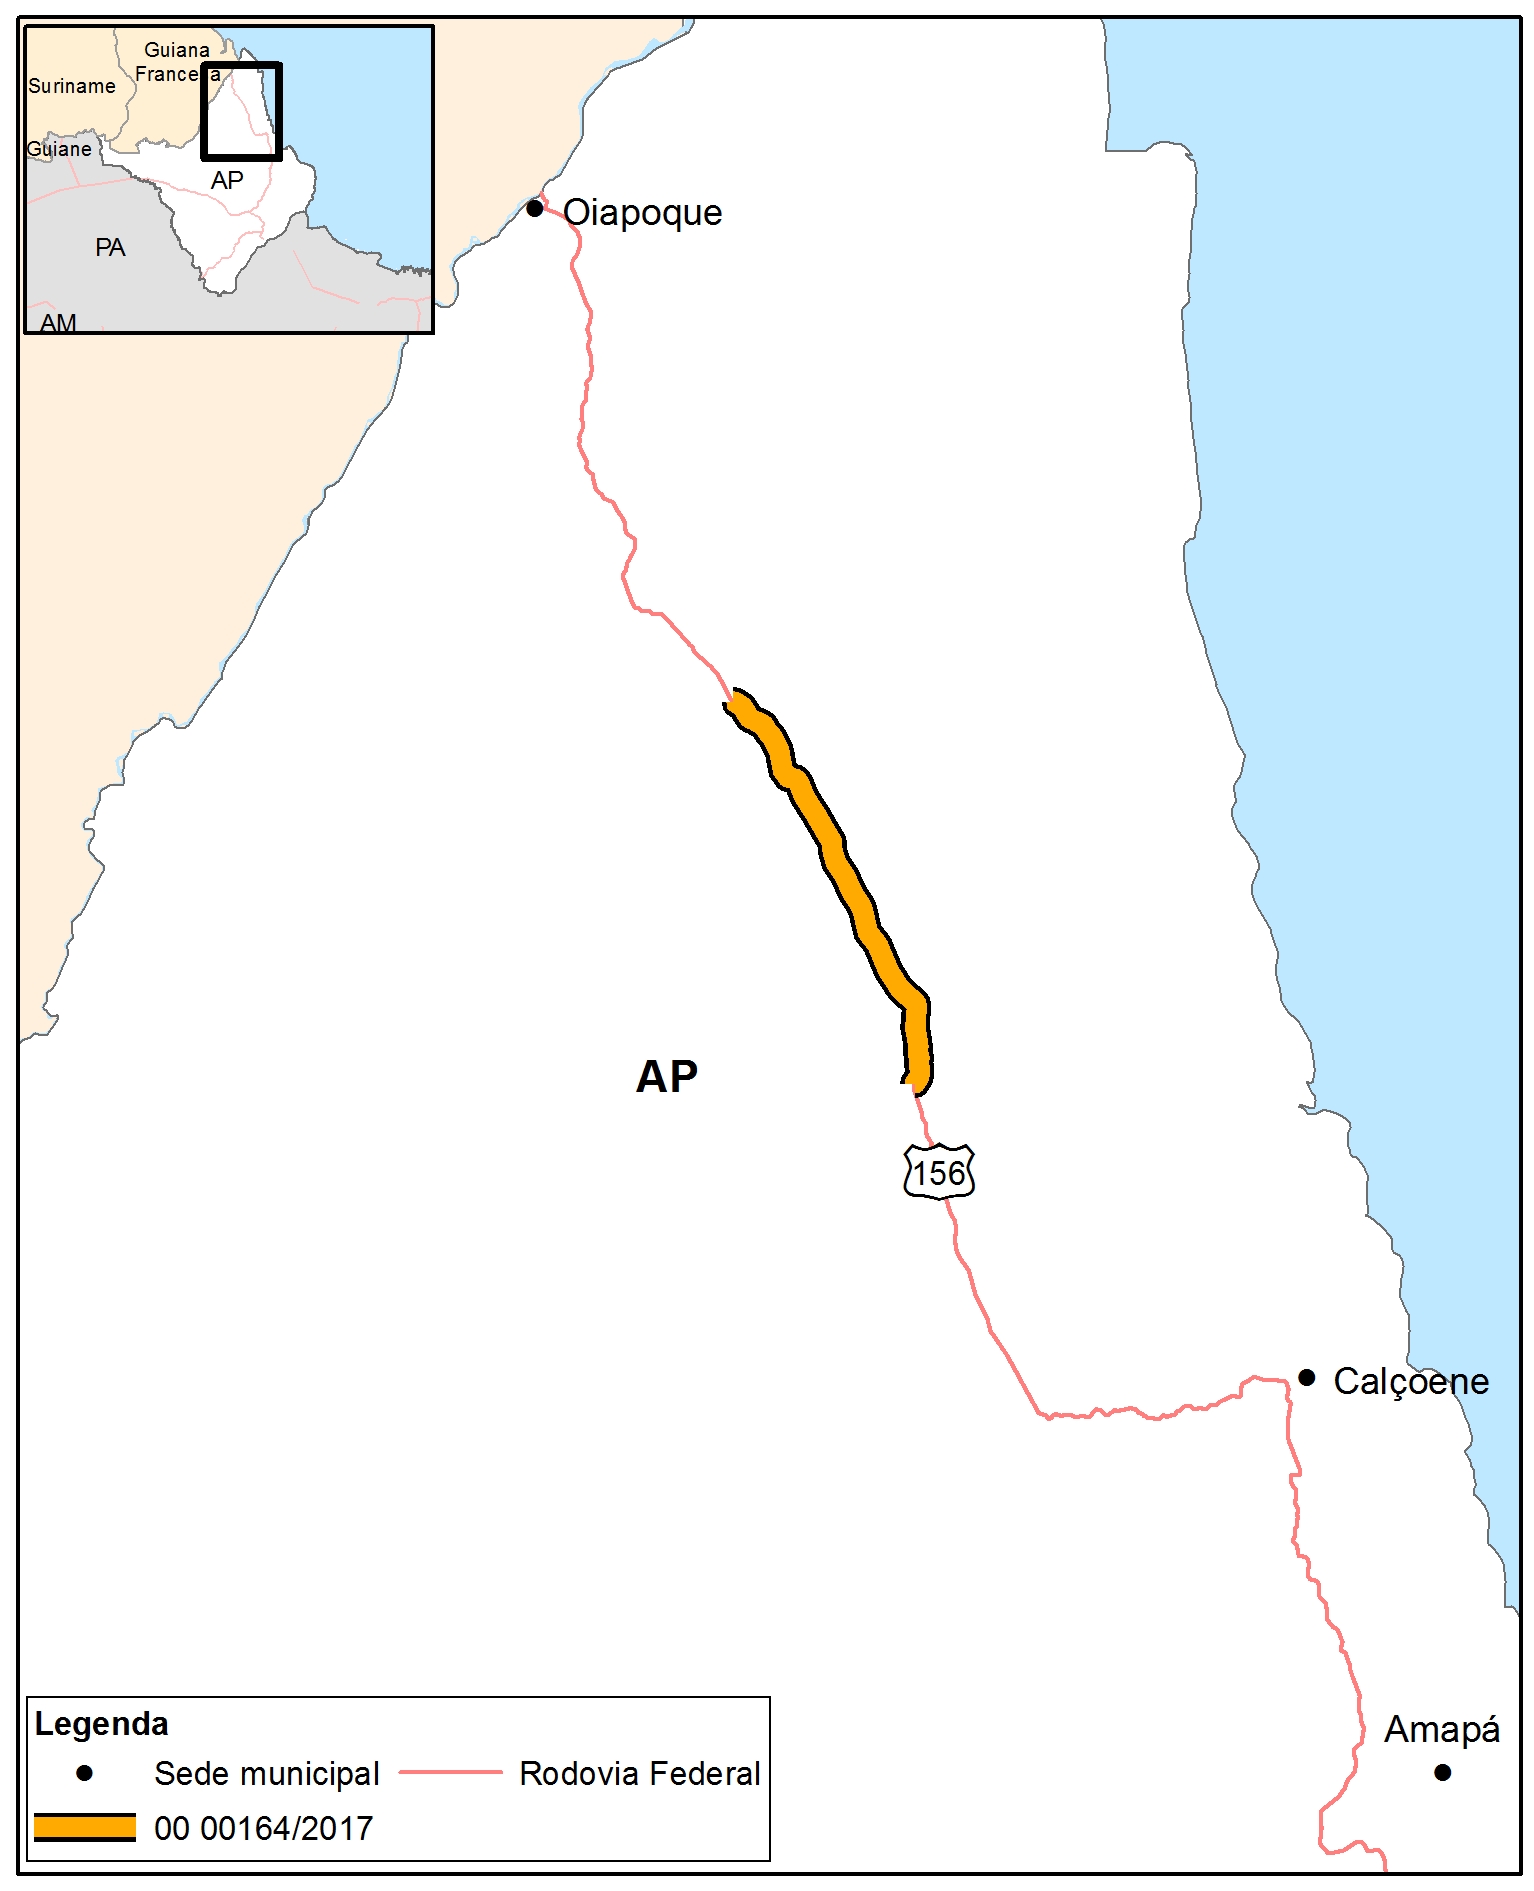 Guiana
Francesa
Suriname
Guiane
AP
PA
AM
Oiapoque
AP
156
Calçoene
Amapá
Legenda
Sede municipal
Rodovia Federal
00 00164/2017